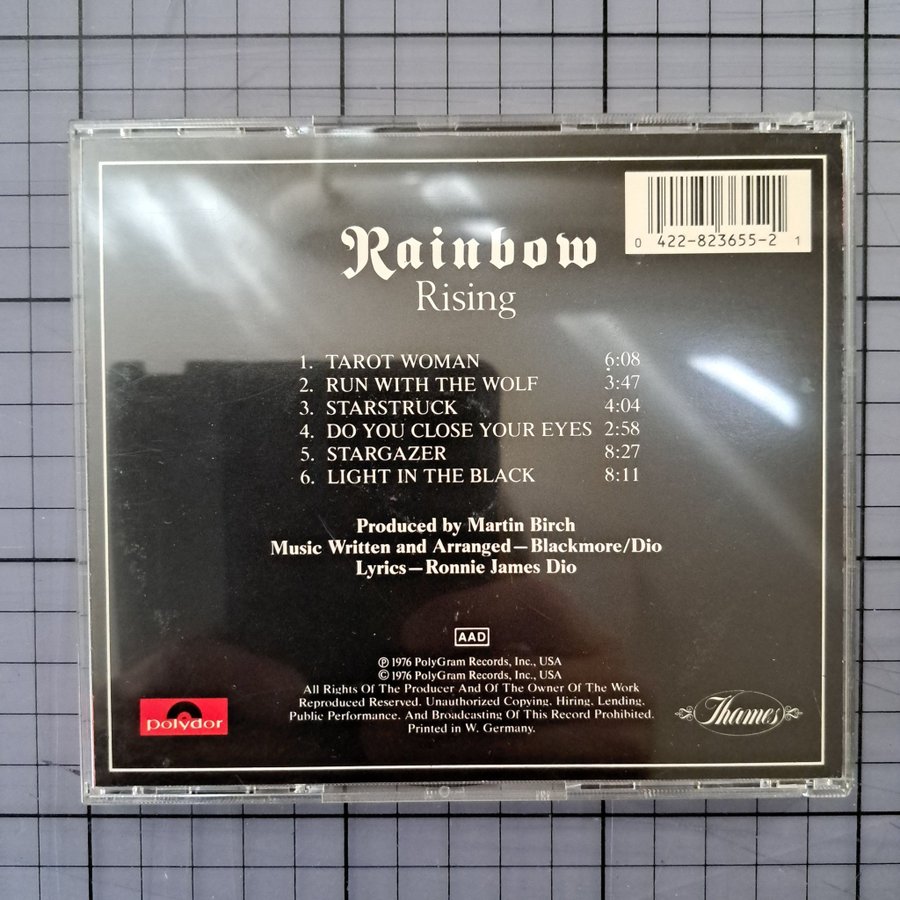 0 422-823655-2 1
Rainbow
Rising
1. TAROT WOMAN 6:08
2. RUN WITH THE WOLF 3:47
3. STARSTRUCK 4:04
4. DO YOU CLOSE YOUR EYES 2:58
5. STARGAZER 8:27
6. LIGHT IN THE BLACK 8:11
Produced by Martin Birch
Music Written and Arranged—Blackmore/Dio
Lyrics—Ronnie James Dio
AAD
℗ 1976 PolyGram Records, Inc., USA
© 1976 PolyGram Records, Inc., USA
All Rights Of The Producer And Of The Owner Of The Work
Reproduced Reserved. Unauthorized Copying. Hiring. Lending.
Public Performance. And Broadcasting Of This Record Prohibited.
Printed in W. Germany.
polydor
Thames